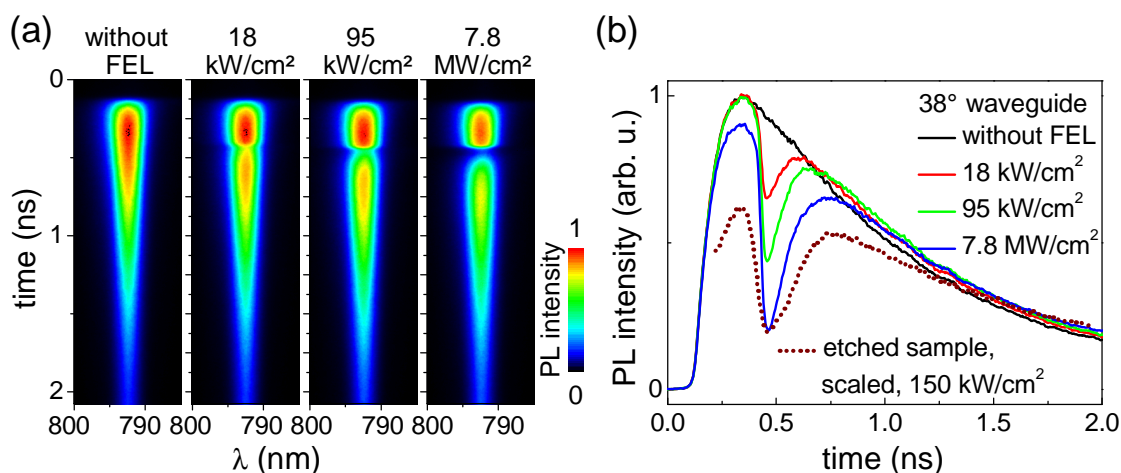 (a)
without FEL
18 kW/cm²
95 kW/cm²
7.8 MW/cm²
0
1
2
time (ns)
800 790 800 790 800 790 800 790
λ (nm)
1
0
PL intensity
(b)
1
0
PL intensity (arb. u.)
38° waveguide
without FEL
18 kW/cm²
95 kW/cm²
7.8 MW/cm²
etched sample,
scaled, 150 kW/cm²
0.0 0.5 1.0 1.5 2.0
time (ns)